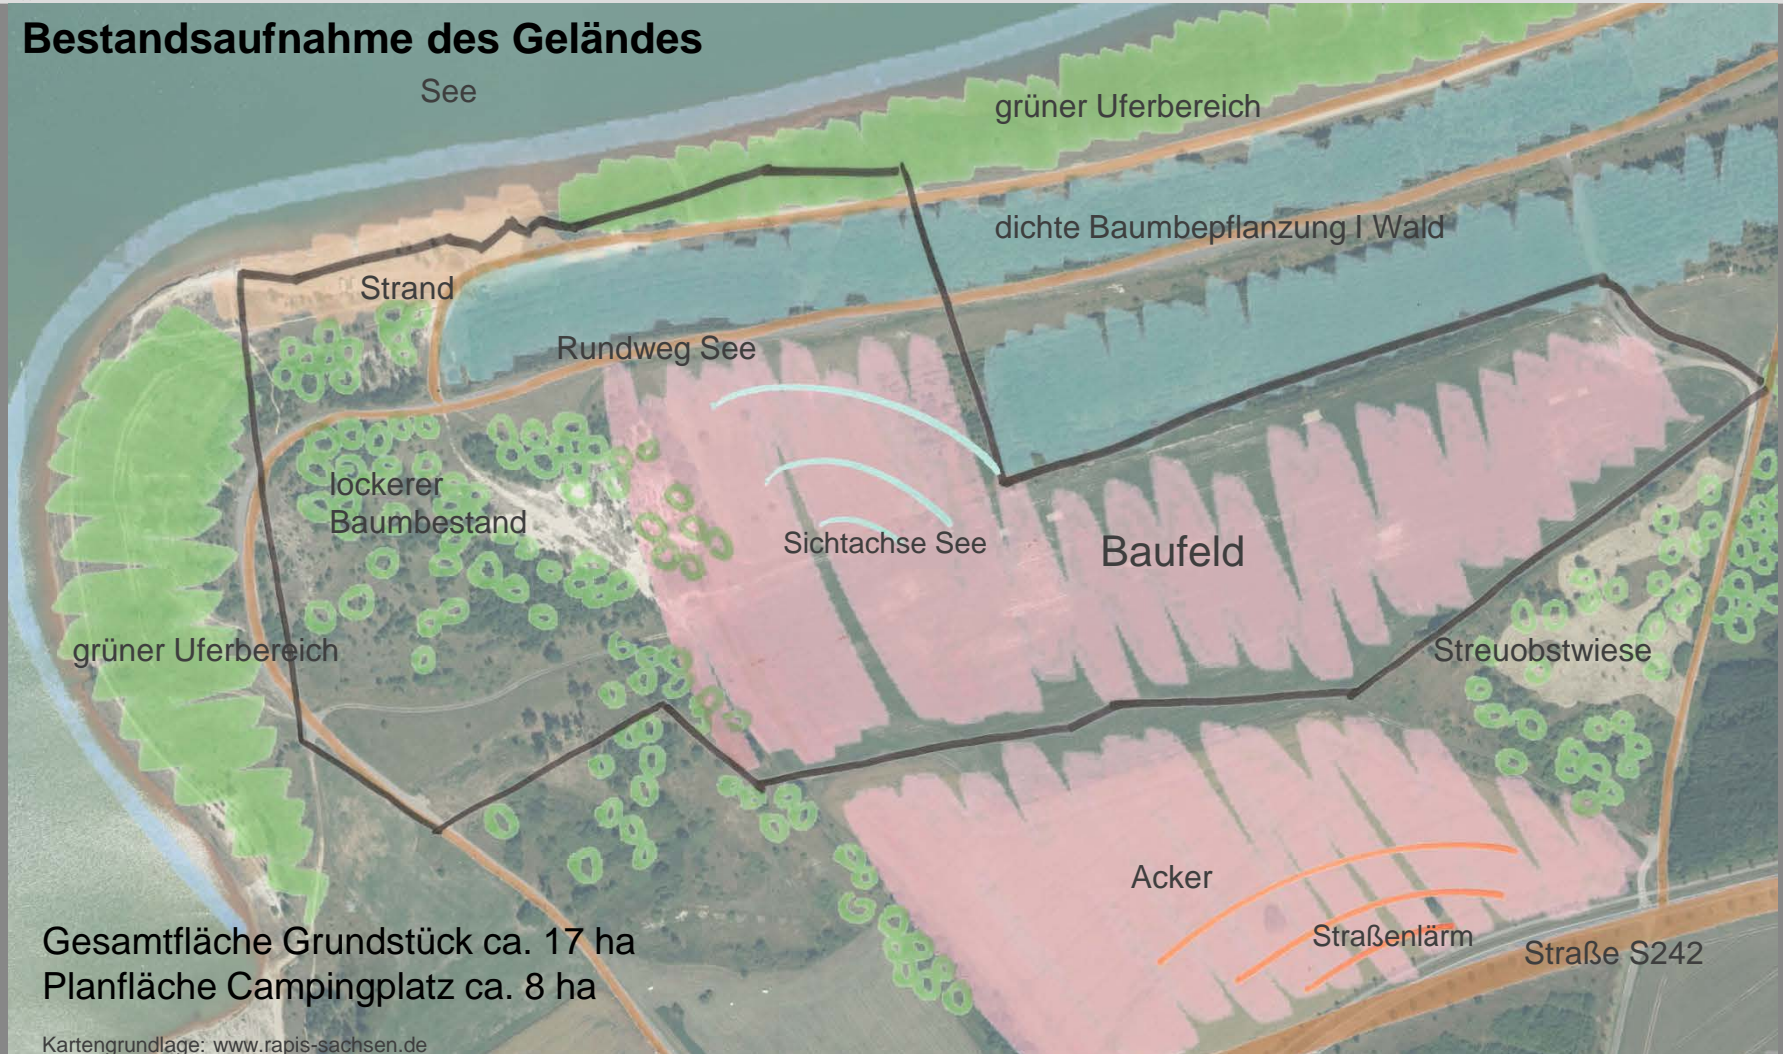 Bestandsaufnahme des Geländes
See
grüner Uferbereich
dichte Baumbepflanzung I Wald
Strand
Rundweg See
lockerer
Baumbestand
Sichtachse See
Baufeld
grüner Uferbereich
Streuobstwiese
Acker
Straßenlärm
Straße S242
Gesamtfläche Grundstück ca. 17 ha
Planfläche Campingplatz ca. 8 ha
Kartengrundlage: www.rapis-sachsen.de